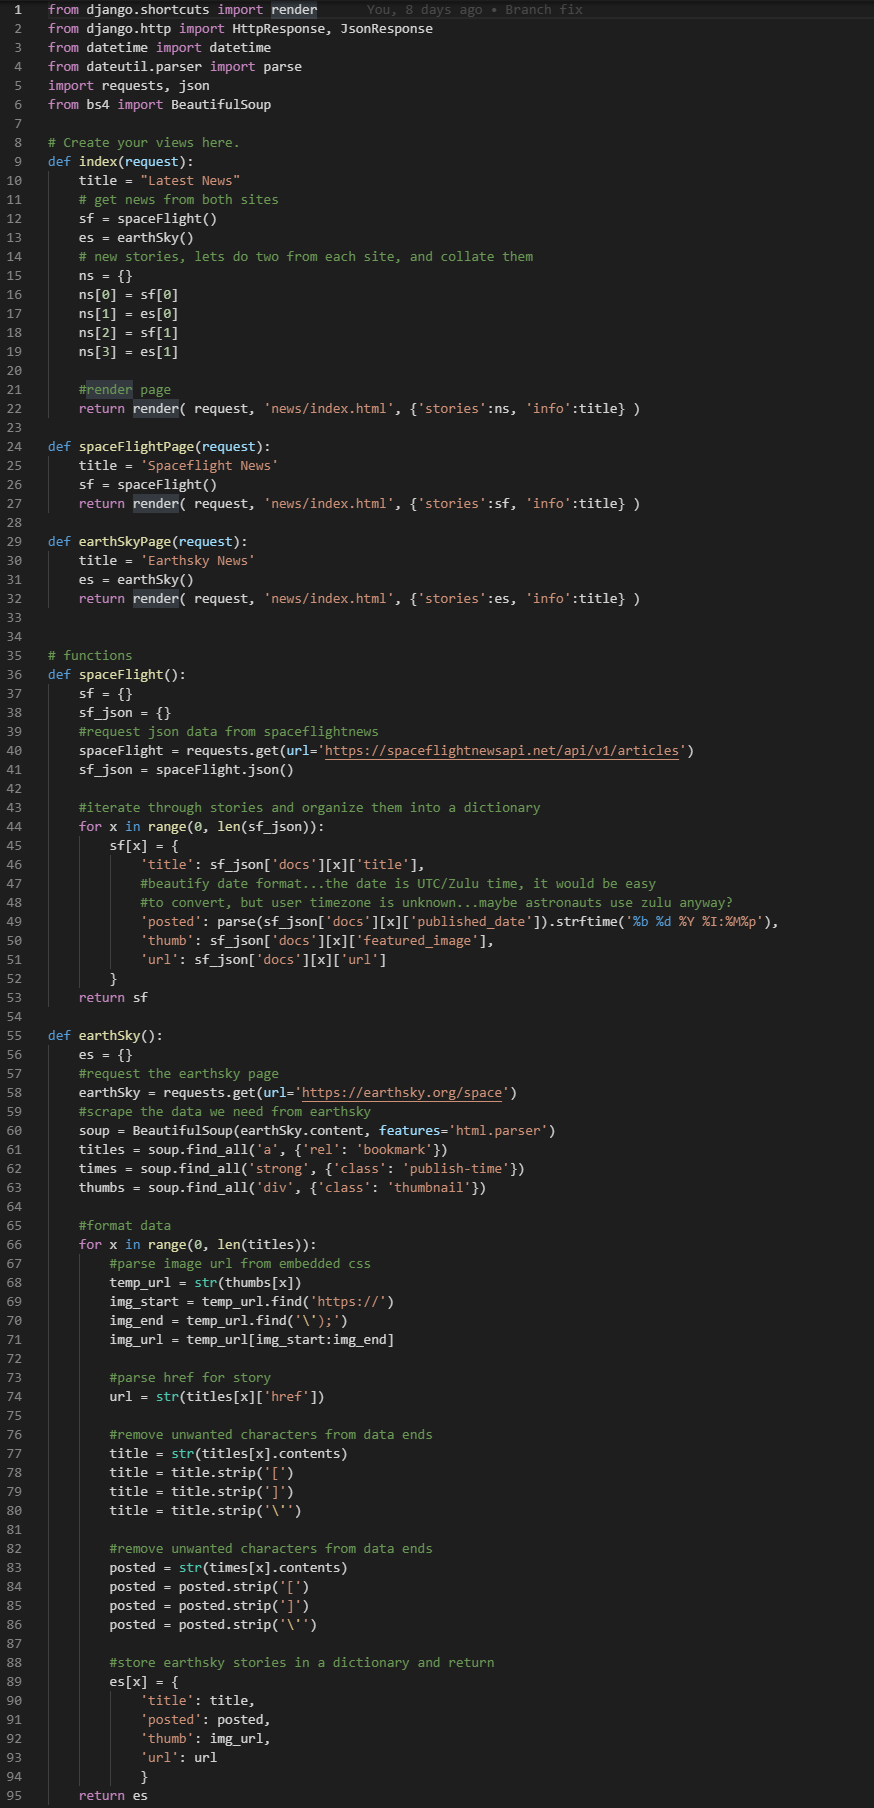 1 from django.shortcuts import render You, 8 days ago • Branch fix
2 from django.http import HttpResponse, JsonResponse
3 from datetime import datetime
4 from dateutil.parser import parse
5 import requests, json
6 from bs4 import BeautifulSoup
7
8 # Create your views here.
9 def index(request):
10     title = "Latest News"
11     # get news from both sites
12     sf = spaceFlight()
13     es = earthSky()
14     # new stories, lets do two from each site, and collate them
15     ns = {}
16     ns[0] = sf[0]
17     ns[1] = es[0]
18     ns[2] = sf[1]
19     ns[3] = es[1]
20
21     #render page
22     return render( request, 'news/index.html', {'stories':ns, 'info':title} )
23
24 def spaceFlightPage(request):
25     title = 'Spaceflight News'
26     sf = spaceFlight()
27     return render( request, 'news/index.html', {'stories':sf, 'info':title} )
28
29 def earthSkyPage(request):
30     title = 'Earthsky News'
31     es = earthSky()
32     return render( request, 'news/index.html', {'stories':es, 'info':title} )
33
34
35 # functions
36 def spaceFlight():
37     sf = {}
38     sf_json = {}
39     #request json data from spaceflightnews
40     spaceFlight = requests.get(url='https://spaceflightnewsapi.net/api/v1/articles')
41     sf_json = spaceFlight.json()
42
43     #iterate through stories and organize them into a dictionary
44     for x in range(0, len(sf_json)):
45         sf[x] = {
46             'title': sf_json['docs'][x]['title'],
47             #beautify date format...the date is UTC/Zulu time, it would be easy
48             #to convert, but user timezone is unknown...maybe astronauts use zulu anyway?
49             'posted': parse(sf_json['docs'][x]['published_date']).strftime('%b %d %Y %I:%M%p'),
50             'thumb': sf_json['docs'][x]['featured_image'],
51             'url': sf_json['docs'][x]['url']
52         }
53     return sf
54
55 def earthSky():
56     es = {}
57     #request the earthsky page
58     earthSky = requests.get(url='https://earthsky.org/space')
59     #scrape the data we need from earthsky
60     soup = BeautifulSoup(earthSky.content, features='html.parser')
61     titles = soup.find_all('a', {'rel': 'bookmark'})
62     times = soup.find_all('strong', {'class': 'publish-time'})
63     thumbs = soup.find_all('div', {'class': 'thumbnail'})
64
65     #format data
66     for x in range(0, len(titles)):
67         #parse image url from embedded css
68         temp_url = str(thumbs[x])
69         img_start = temp_url.find('https://')
70         img_end = temp_url.find('\');')
71         img_url = temp_url[img_start:img_end]
72
73         #parse href for story
74         url = str(titles[x]['href'])
75
76         #remove unwanted characters from data ends
77         title = str(titles[x].contents)
78         title = title.strip('[')
79         title = title.strip(']')
80         title = title.strip('\'')
81
82         #remove unwanted characters from data ends
83         posted = str(times[x].contents)
84         posted = posted.strip('[')
85         posted = posted.strip(']')
86         posted = posted.strip('\'')
87
88         #store earthsky stories in a dictionary and return
89         es[x] = {
90             'title': title,
91             'posted': posted,
92             'thumb': img_url,
93             'url': url
94             }
95     return es